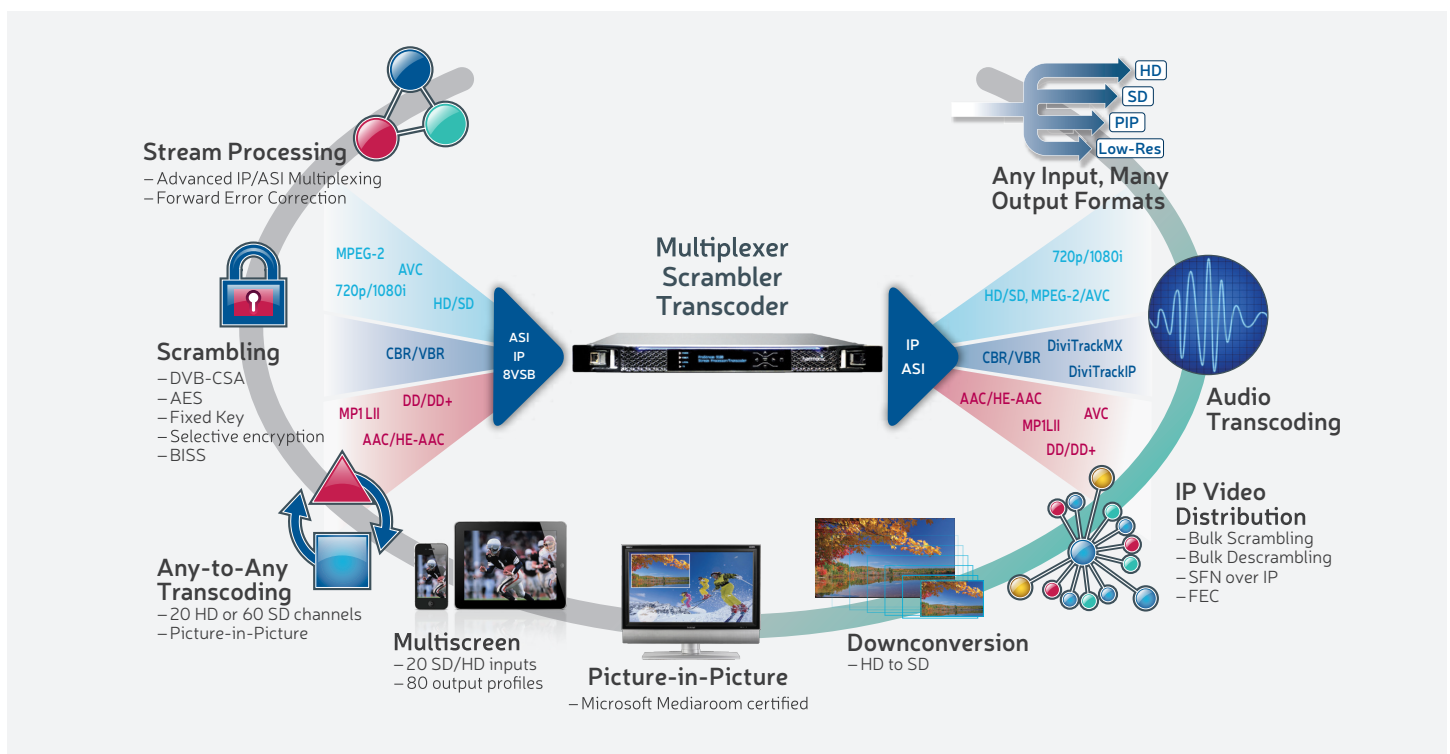 Stream Processing
– Advanced IP/ASI Multiplexing
– Forward Error Correction
Scrambling
– DVB-CSA
– AES
– Fixed Key
– Selective encryption
– BISS
Any-to-Any
Transcoding
– 20 HD or 60 SD channels
– Picture-in-Picture
MPEG-2
AVC
720p/1080i
HD/SD
CBR/VBR
DD/DD+
MP1 LII
AAC/HE-AAC
ASI
IP
8VSB
Multiplexer
Scrambler
Transcoder
harmonic
IP
ASI
720p/1080i
HD/SD, MPEG-2/AVC
DiviTrackMX
CBR/VBR
DiviTrackIP
AAC/HE-AAC
AVC
MP1LII
DD/DD+
HD
SD
PIP
Low-Res
Any Input, Many
Output Formats
Audio
Transcoding
IP Video
Distribution
– Bulk Scrambling
– Bulk Descrambling
– SFN over IP
– FEC
Multiscreen
– 20 SD/HD inputs
– 80 output profiles
Picture-in-Picture
– Microsoft Mediaroom certified
Downconversion
– HD to SD